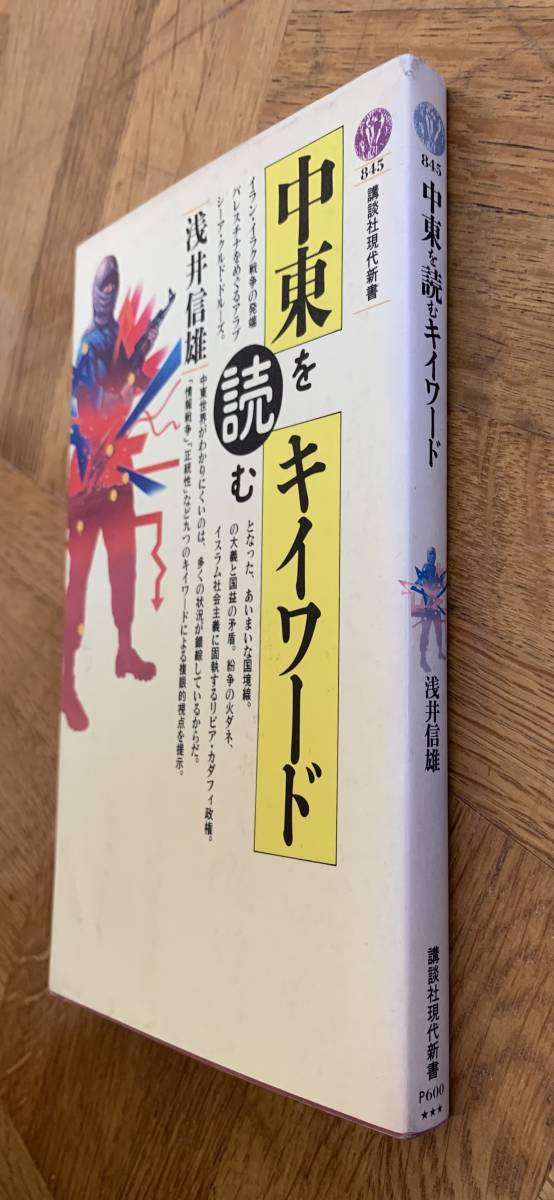 845
講談社現代新書
中東を読むキイワード
イラン・イラク戦争の発端
となった、あいまいな国境線。
パレスチナをめぐるアラブ
の大義と国益の矛盾。紛争の火ダネ、
シーア・クルド・ドルーズ。
イスラム社会主義に固執するリビア・カダフィ政権。
浅井信雄
中東世界がわかりにくいのは、多くの状況が錯綜しているからだ。
「情報戦争」「正統性」など九つのキイワードによる複眼的視点を提示。
845
中東を読むキイワード
浅井信雄
講談社現代新書
P600
★★★